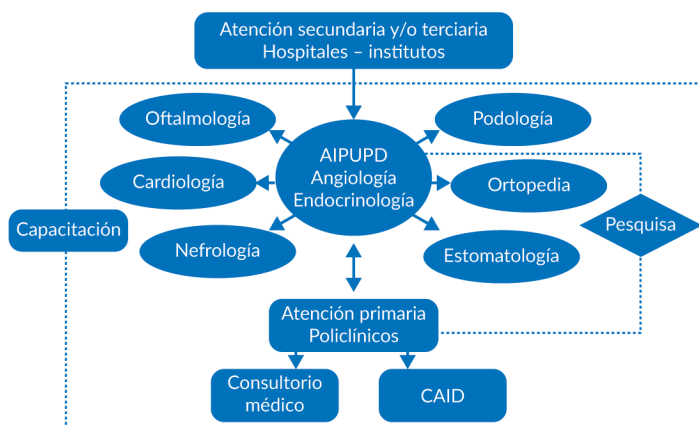 Atención secundaria y/o terciaria
Hospitales – institutos
Oftalmología
Podología
AIPUPD
Angiología
Endocrinología
Cardiología
Ortopedia
Capacitación
Pesquisa
Nefrología
Estomatología
Atención primaria
Policlínicos
Consultorio
médico
CAID